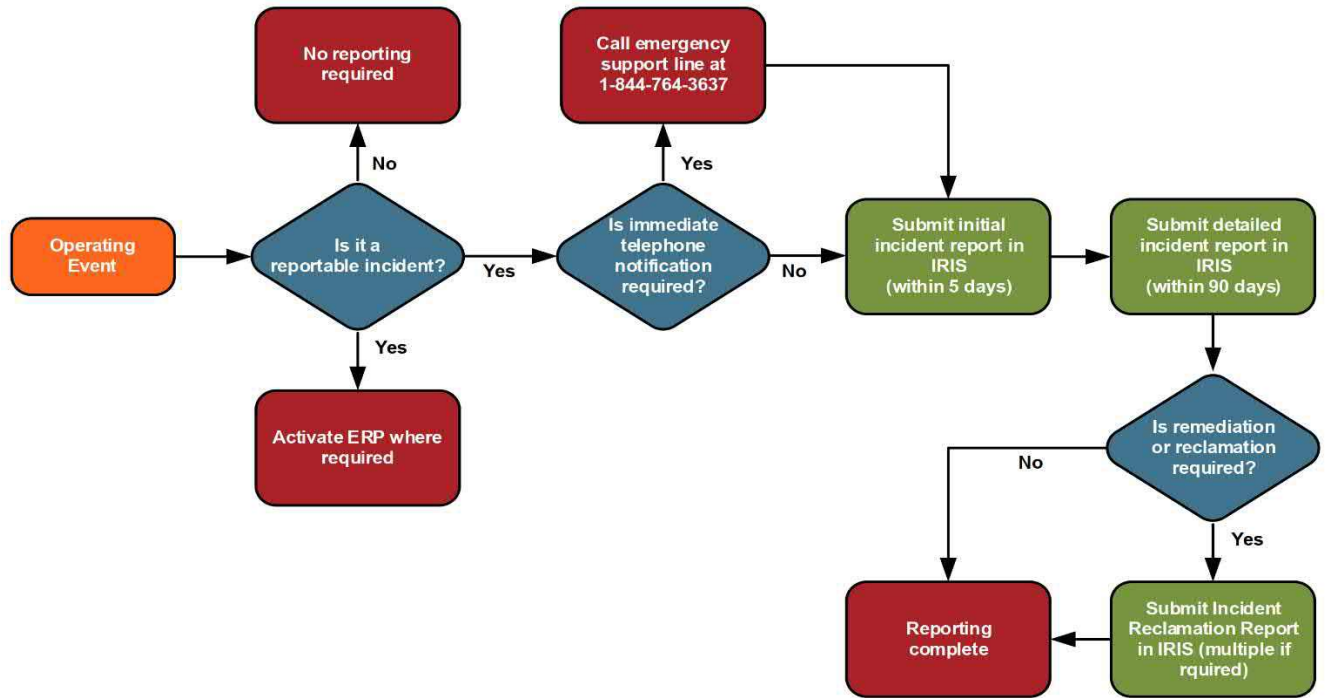 No reporting
required
Call emergency
support line at
1-844-764-3637
No
Yes
Operating
Event
Is it a
reportable incident?
Yes
Is immediate
telephone
notification
required?
No
Submit initial
incident report in
IRIS
(within 5 days)
Submit detailed
incident report in
IRIS
(within 90 days)
Yes
Activate ERP where
required
Is remediation
or reclamation
required?
No
Yes
Reporting
complete
Submit Incident
Reclamation Report
in IRIS (multiple if
rquired)